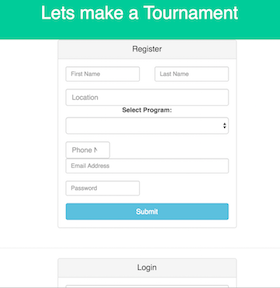 Lets make a Tournament
Register
First Name Last Name
Location
Select Program:
Phone N
Email Address
Password
Submit
Login